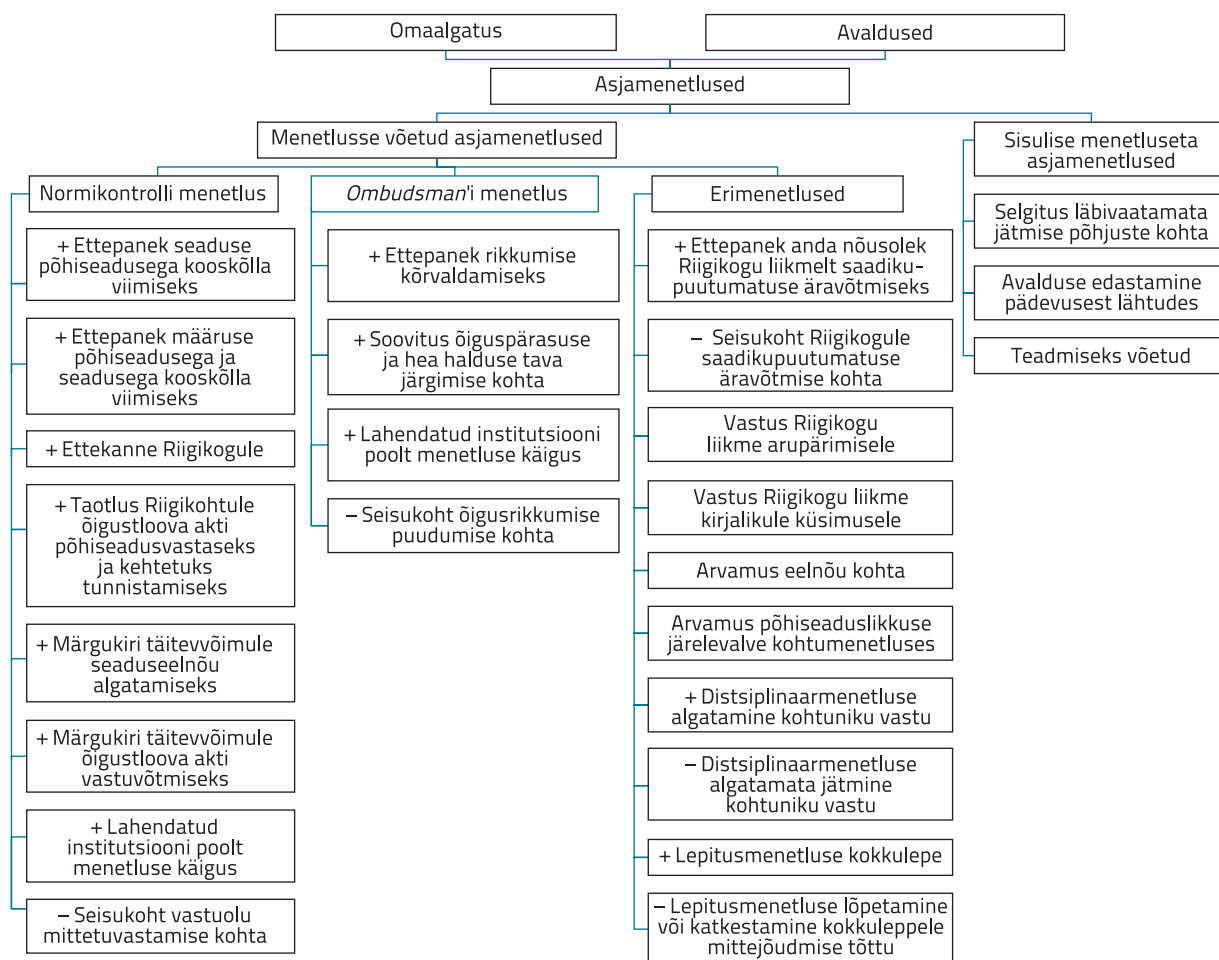 Omaalgatus
Avaldused
Asjamenetlused
Menetlusse võetud asjamenetlused
Sisulise menetluseta
asjamenetlused
Selgitus läbivaatamata
jätmise põhjuste kohta
Avalduse edastamine
pädevusest lähtudes
Teadmiseks võetud
Normikontrolli menetlus
+ Ettepanek seaduse
põhiseadusega kooskõlla
viimiseks
+ Ettepanek määruse
põhiseadusega ja
seadusega kooskõlla
viimiseks
+ Ettekanne Riigikogule
+ Taotlus Riigikohtule
õigustloova akti
põhiseadusvastaseks
ja kehtetuks
tunnistamiseks
+ Märgukiri täitevvõimule
seaduseelnõu
algatamiseks
+ Märgukiri täitevvõimule
õigustloova akti
vastuvõtmiseks
+ Lahendatud
institutsiooni poolt
menetluse käigus
– Seisukoht vastuolu
mittetuvastamise kohta
Ombudsman'i menetlus
+ Ettepanek rikkumise
kõrvaldamiseks
+ Soovitus õiguspärasuse
ja hea halduse tava
järgimise kohta
+ Lahendatud institutsiooni
poolt menetluse käigus
– Seisukoht õigusrikkumise
puudumise kohta
Erimenetlused
+ Ettepanek anda nõusolek
Riigikogu liikmelt saadiku-
puutumatuse äravõtmiseks
– Seisukoht Riigikogule
saadikupuutumatuse
äravõtmise kohta
Vastus Riigikogu
liikme arupärimisele
Vastus Riigikogu liikme
kirjalikule küsimusele
Arvamus eelnõu kohta
Arvamus põhiseaduslikkuse
järelevalve kohtumenetluses
+ Distsiplinaarmenetluse
algatamine kohtuniku vastu
– Distsiplinaarmenetluse
algatamata jätmine
kohtuniku vastu
+ Lepitusmenetluse kokkulepe
– Lepitusmenetluse lõpetamine
või katkestamine kokkuleppele
mittejõudmise tõttu